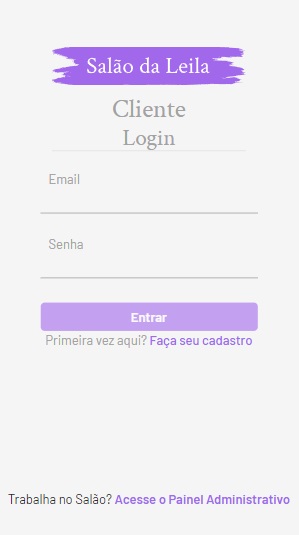 Salão da Leila
Cliente
Login
Email
Senha
Entrar
Primeira vez aqui? Faça seu cadastro
Trabalha no Salão? Acesse o Painel Administrativo